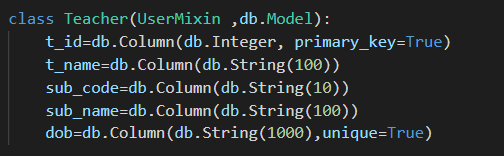 class Teacher(UserMixin ,db.Model):
    t_id=db.Column(db.Integer, primary_key=True)
    t_name=db.Column(db.String(100))
    sub_code=db.Column(db.String(10))
    sub_name=db.Column(db.String(100))
    dob=db.Column(db.String(1000),unique=True)